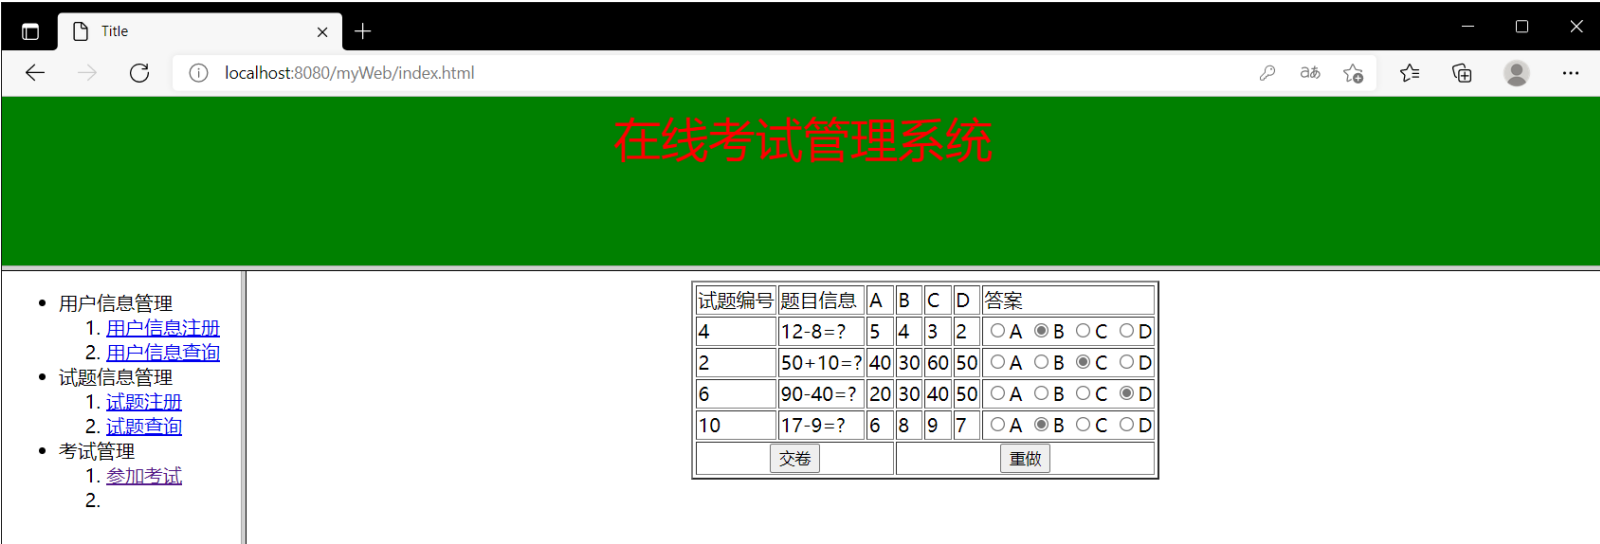 Title
localhost:8080/myWeb/index.html
aあ
在线考试管理系统
• 用户信息管理
1. 用户信息注册
2. 用户信息查询
• 试题信息管理
1. 试题注册
2. 试题查询
• 考试管理
1. 参加考试
2.
试题编号 题目信息 A B C D 答案
4 12-8=? 5 4 3 2 A B C D
2 50+10=? 40 30 60 50 A B C D
6 90-40=? 20 30 40 50 A B C D
10 17-9=? 6 8 9 7 A B C D
交卷 重做